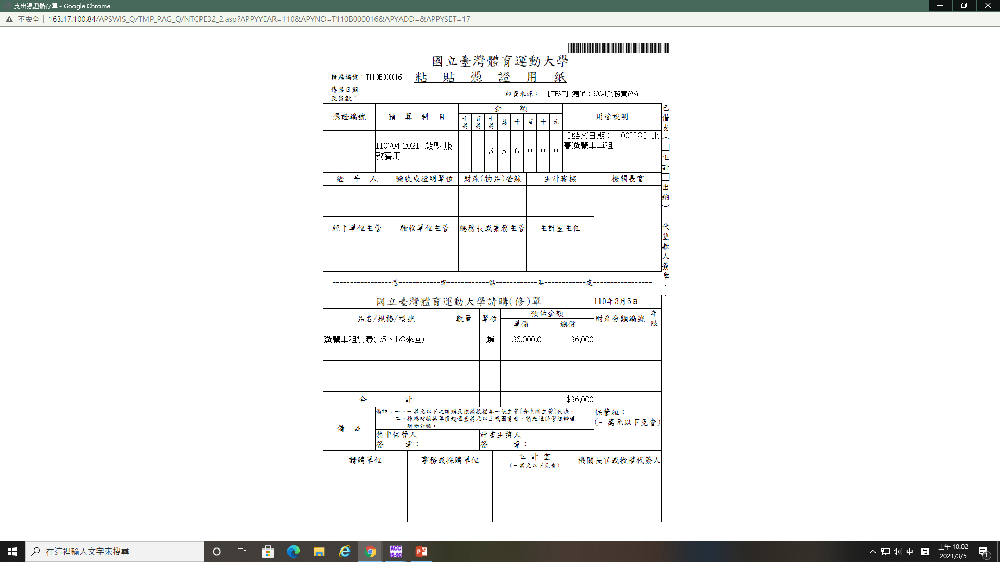 支出憑證黏存單 - Google Chrome
不安全 | 163.17.100.84/APSWIS_Q/TMP_PAG_Q/NTCPE32_2.asp?APPYYEAR=110&APYNO=T110B000016&APYADD=&APPYSET=17
國立臺灣體育運動大學
請購編號：T110B000016
粘 貼 憑 證 用 紙
傳票日期
及號數：
經費來源： 【TEST】測試：300-1業務費(外)
憑證編號 預 算 科 目 金 額 用途說明
千萬 百萬 十萬 萬 千 百 十 元
110704-2021 -教學-服
務費用
$ 3 6 0 0 0
【結案日期：1100228】比
賽遊覽車車租
已借支（□主計□出納） 代墊款人簽章：
經 手 人 驗收或證明單位 財產(物品)登錄 主計審核 機關長官
經手單位主管 驗收單位主管 總務長或業務主管 主計室主任
-----------------憑------------證------------黏------------貼------------處-----------------
國立臺灣體育運動大學請購(修)單 110年3月5日
品名/規格/型號 數量 單位 預估金額 財產分類編號 年限
單價 總價
遊覽車租賃費(1/5、1/8來回) 1 趟 36,000.0 36,000
合 計 $36,000
備 註
備註：一、一萬元以下之請購及核銷授權各一級主管(含系所主管)代決。
二、採購財物其單價超過壹萬元以上或圖書者，請先送保管組辦理
財物分類。
保管組：
(一萬元以下免會)
集中保管人
簽 章：
計畫主持人
簽 章：
請購單位 事務或採購單位 主 計 室 機關長官或授權代簽人
(一萬元以下免會)
在這裡輸入文字來搜尋
ACC
IS-90
中
上午 10:02
2021/3/5
1